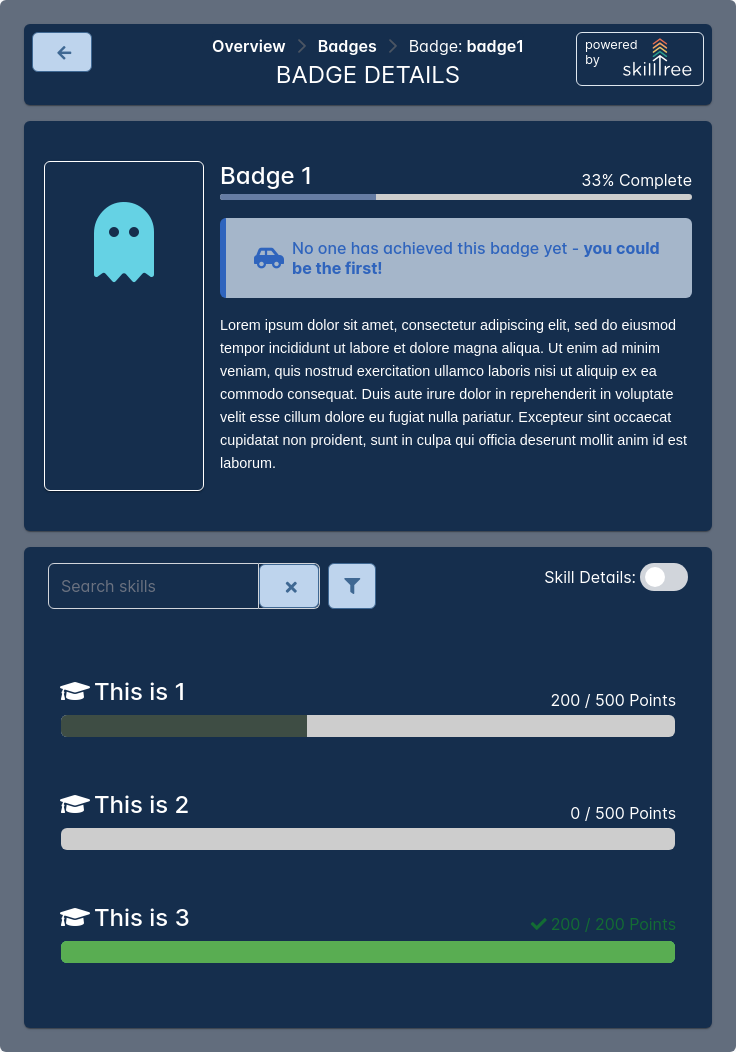 Overview Badges Badge: badge1
BADGE DETAILS
powered
by
skilltree
Badge 1
33% Complete
No one has achieved this badge yet - you could
be the first!
Lorem ipsum dolor sit amet, consectetur adipiscing elit, sed do eiusmod
tempor incididunt ut labore et dolore magna aliqua. Ut enim ad minim
veniam, quis nostrud exercitation ullamco laboris nisi ut aliquip ex ea
commodo consequat. Duis aute irure dolor in reprehenderit in voluptate
velit esse cillum dolore eu fugiat nulla pariatur. Excepteur sint occaecat
cupidatat non proident, sunt in culpa qui officia deserunt mollit anim id est
laborum.
Search skills
Skill Details:
This is 1
200 / 500 Points
This is 2
0 / 500 Points
This is 3
200 / 200 Points